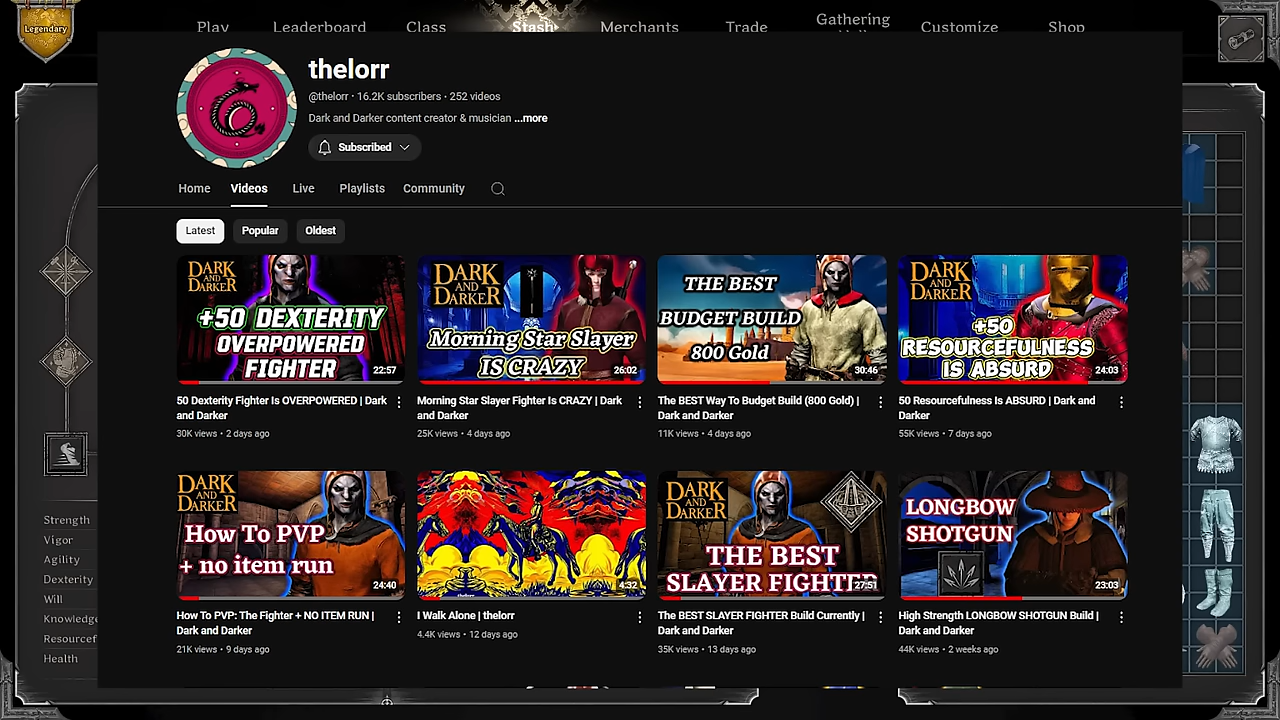 Legendary
Play
Leaderboard
Class
Stash
Merchants
Trade
Gathering
Customize
Shop
thelorr
@thelorr • 16.2K subscribers • 252 videos
Dark and Darker content creator & musician ...more
Subscribed
Home Videos Live Playlists Community
Latest Popular Oldest
DARK
AND
DARKER
+50 DEXTERITY
OVERPOWERED
FIGHTER
22:57
DARK
AND
DARKER
Morning Star Slayer
IS CRAZY
26:02
THE BEST
BUDGET BUILD
800 Gold
30:46
DARK
AND
DARKER
+50
RESOURCEFULNESS
IS ABSURD
24:03
50 Dexterity Fighter Is OVERPOWERED | Dark
and Darker
30K views • 2 days ago
Morning Star Slayer Fighter Is CRAZY | Dark
and Darker
25K views • 4 days ago
The BEST Way To Budget Build (800 Gold) |
Dark and Darker
11K views • 4 days ago
50 Resourcefulness Is ABSURD | Dark and
Darker
55K views • 7 days ago
DARK
AND
DARKER
How To PVP
+ no item run
24:40
4:32
DARK
AND
DARKER
THE BEST
SLAYER FIGHTER
27:51
LONGBOW
SHOTGUN
23:03
How To PVP: The Fighter + NO ITEM RUN |
Dark and Darker
21K views • 9 days ago
I Walk Alone | thelorr
4.4K views • 12 days ago
The BEST SLAYER FIGHTER Build Currently |
Dark and Darker
35K views • 13 days ago
High Strength LONGBOW SHOTGUN Build |
Dark and Darker
44K views • 2 weeks ago
Strength
Vigor
Agility
Dexterity
Will
Knowledge
Resourcef
Health